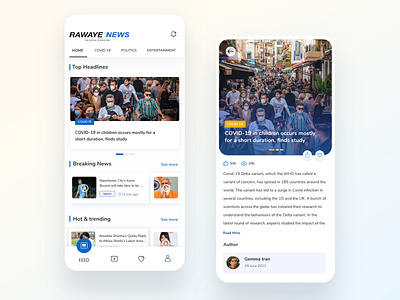 RAWAYE NEWS
HOME
COVID 19
POLITICS
ENTERTAINMENT
Top Headlines
COVID-19
COVID-19 in children occurs mostly for
a short duration, finds study
Breaking News
See more
Manchester City's Kevin
Bruyne will take time to be ...
Sports
Hot & trending
See more
Anushka Sharma's Quirky Reply
to Athiya Shetty's Latest Insta...
FEED
COVID-19
COVID-19 in children occurs mostly
for a short duration, finds study
50k
20k
Covid-19 Delta variant, which the WHO has called a
variant of concern, has spread in 185 countries around the
world. The variant has led to a surge in Covid infection in
several countries, including the US and the UK. A bunch of
scientists across the globe has initiated their research to
understand the behaviours of the Delta variant. In the
latest round of research, experts studied the impact of the
Read More
Author
Gemma tran